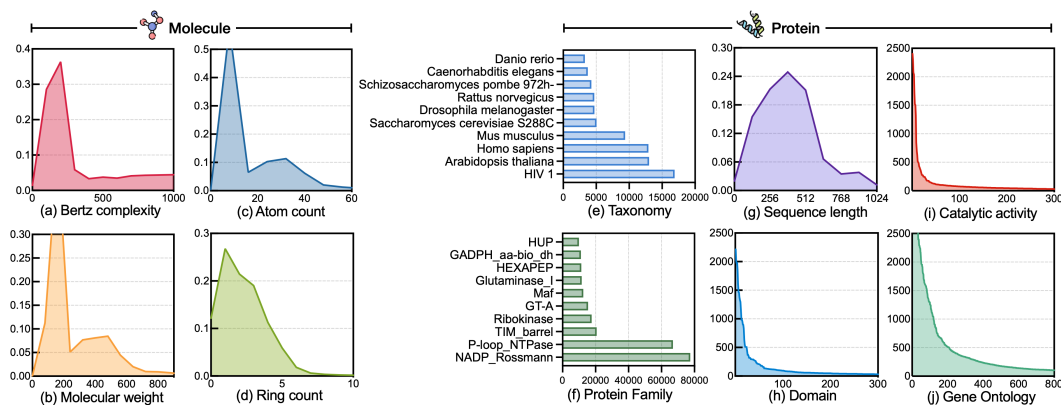 Molecule
Protein
0.4
0.3
0.2
0.1
0.0
0
500
1000
(a) Bertz complexity
0.5
0.4
0.3
0.2
0.1
0.0
0
20
40
60
(c) Atom count
Danio rerio
Caenorhabditis elegans
Schizosaccharomyces pombe 972h-
Rattus norvegicus
Drosophila melanogaster
Saccharomyces cerevisiae S288C
Mus musculus
Homo sapiens
Arabidopsis thaliana
HIV 1
0
5000
10000
15000
20000
(e) Taxonomy
0.30
0.24
0.18
0.12
0.06
0.00
0
256
512
768
1024
(g) Sequence length
2500
2000
1500
1000
500
0
0
100
200
300
(i) Catalytic activity
0.30
0.25
0.20
0.15
0.10
0.05
0.00
0
200
400
600
800
(b) Molecular weight
0.3
0.2
0.1
0.0
0
5
10
(d) Ring count
HUP
GADPH_aa-bio_dh
HEXAPEP
Glutaminase_I
Maf
GT-A
Ribokinase
TIM_barrel
P-loop_NTPase
NADP_Rossmann
0
20000
40000
60000
80000
(f) Protein Family
2500
2000
1500
1000
500
0
0
100
200
300
(h) Domain
2500
2000
1500
1000
500
0
0
200
400
600
800
(j) Gene Ontology